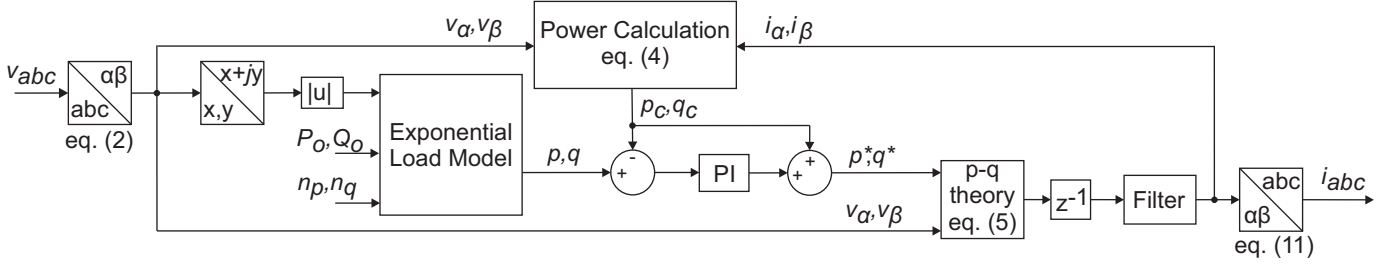 v_abc
αβ
abc
eq. (2)
x+jy
x,y
|u|
P_o,Q_o
n_p,n_q
Exponential
Load Model
v_α,v_β
Power Calculation
eq. (4)
i_α,i_β
p_c,q_c
p,q
-
+
PI
+
+
p*,q*
v_α,v_β
p-q
theory
eq. (5)
z-1
Filter
abc
αβ
eq. (11)
i_abc